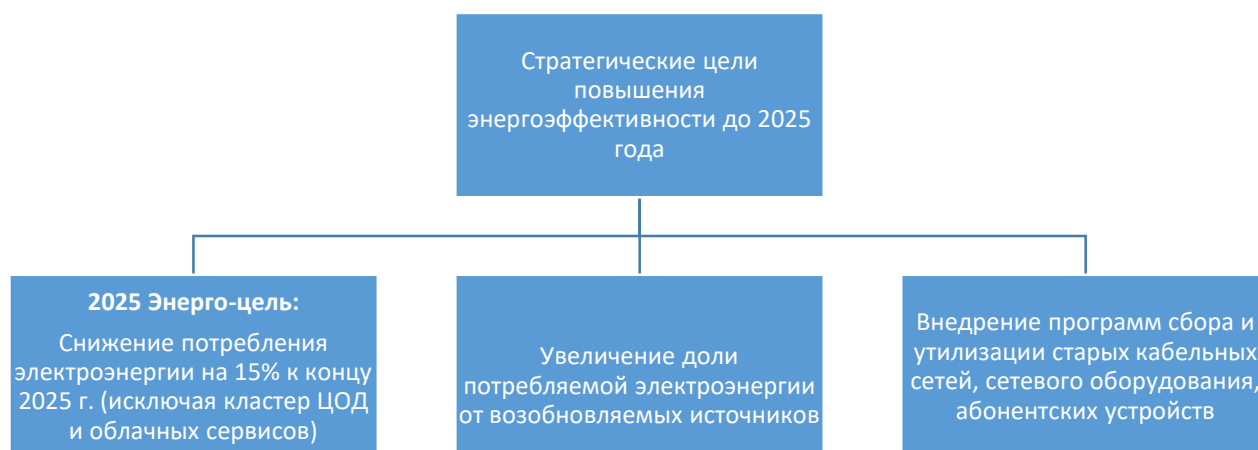 Стратегические цели
повышения
энергоэффективности до 2025
года
2025 Энерго-цель:
Снижение потребления
электроэнергии на 15% к концу
2025 г. (исключая кластер ЦОД
и облачных сервисов)
Увеличение доли
потребляемой электроэнергии
от возобновляемых источников
Внедрение программ сбора и
утилизации старых кабельных
сетей, сетевого оборудования,
абонентских устройств